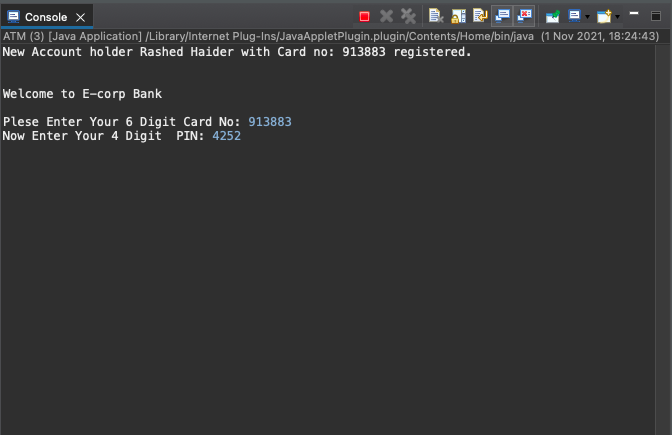 Console
ATM (3) [Java Application] /Library/Internet Plug-Ins/JavaAppletPlugin.plugin/Contents/Home/bin/java (1 Nov 2021, 18:24:43)
New Account holder Rashed Haider with Card no: 913883 registered.
Welcome to E-corp Bank
Plese Enter Your 6 Digit Card No: 913883
Now Enter Your 4 Digit  PIN: 4252